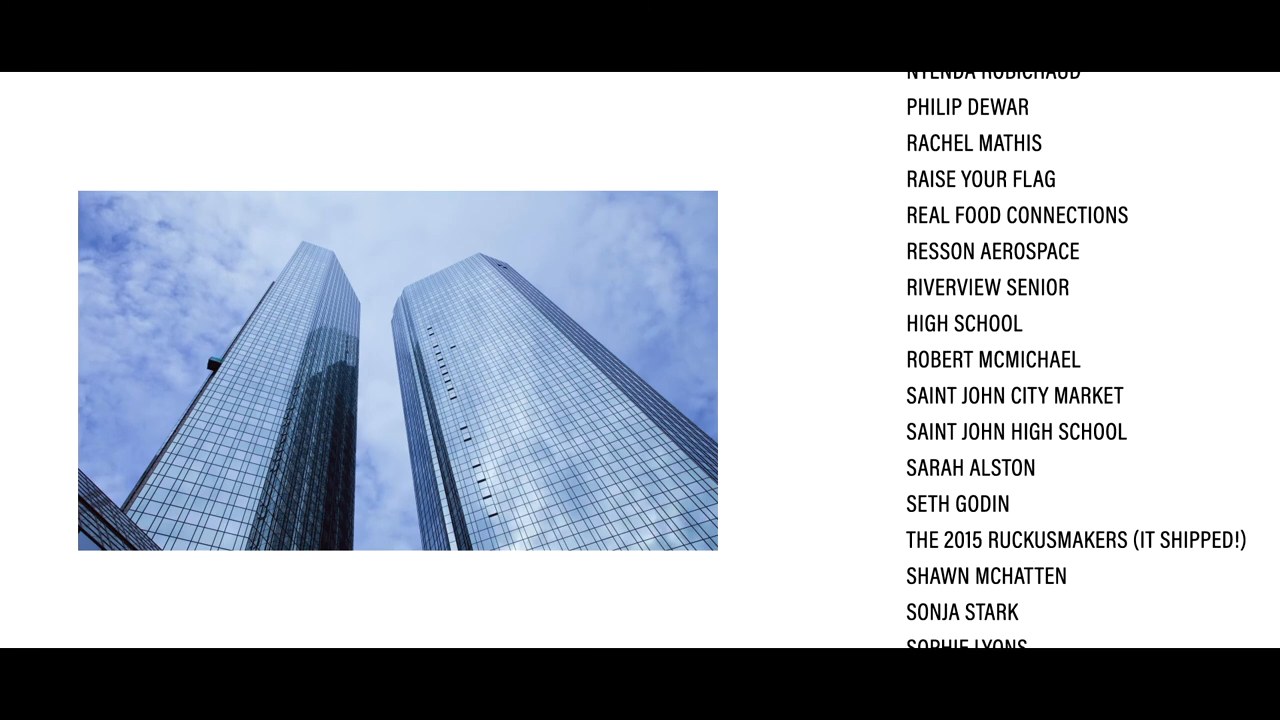 PHILIP DEWAR
RACHEL MATHIS
RAISE YOUR FLAG
REAL FOOD CONNECTIONS
RESSON AEROSPACE
RIVERVIEW SENIOR
HIGH SCHOOL
ROBERT MCMICHAEL
SAINT JOHN CITY MARKET
SAINT JOHN HIGH SCHOOL
SARAH ALSTON
SETH GODIN
THE 2015 RUCKUSMAKERS (IT SHIPPED!)
SHAWN MCHATTEN
SONJA STARK
SOPHIE LYONS